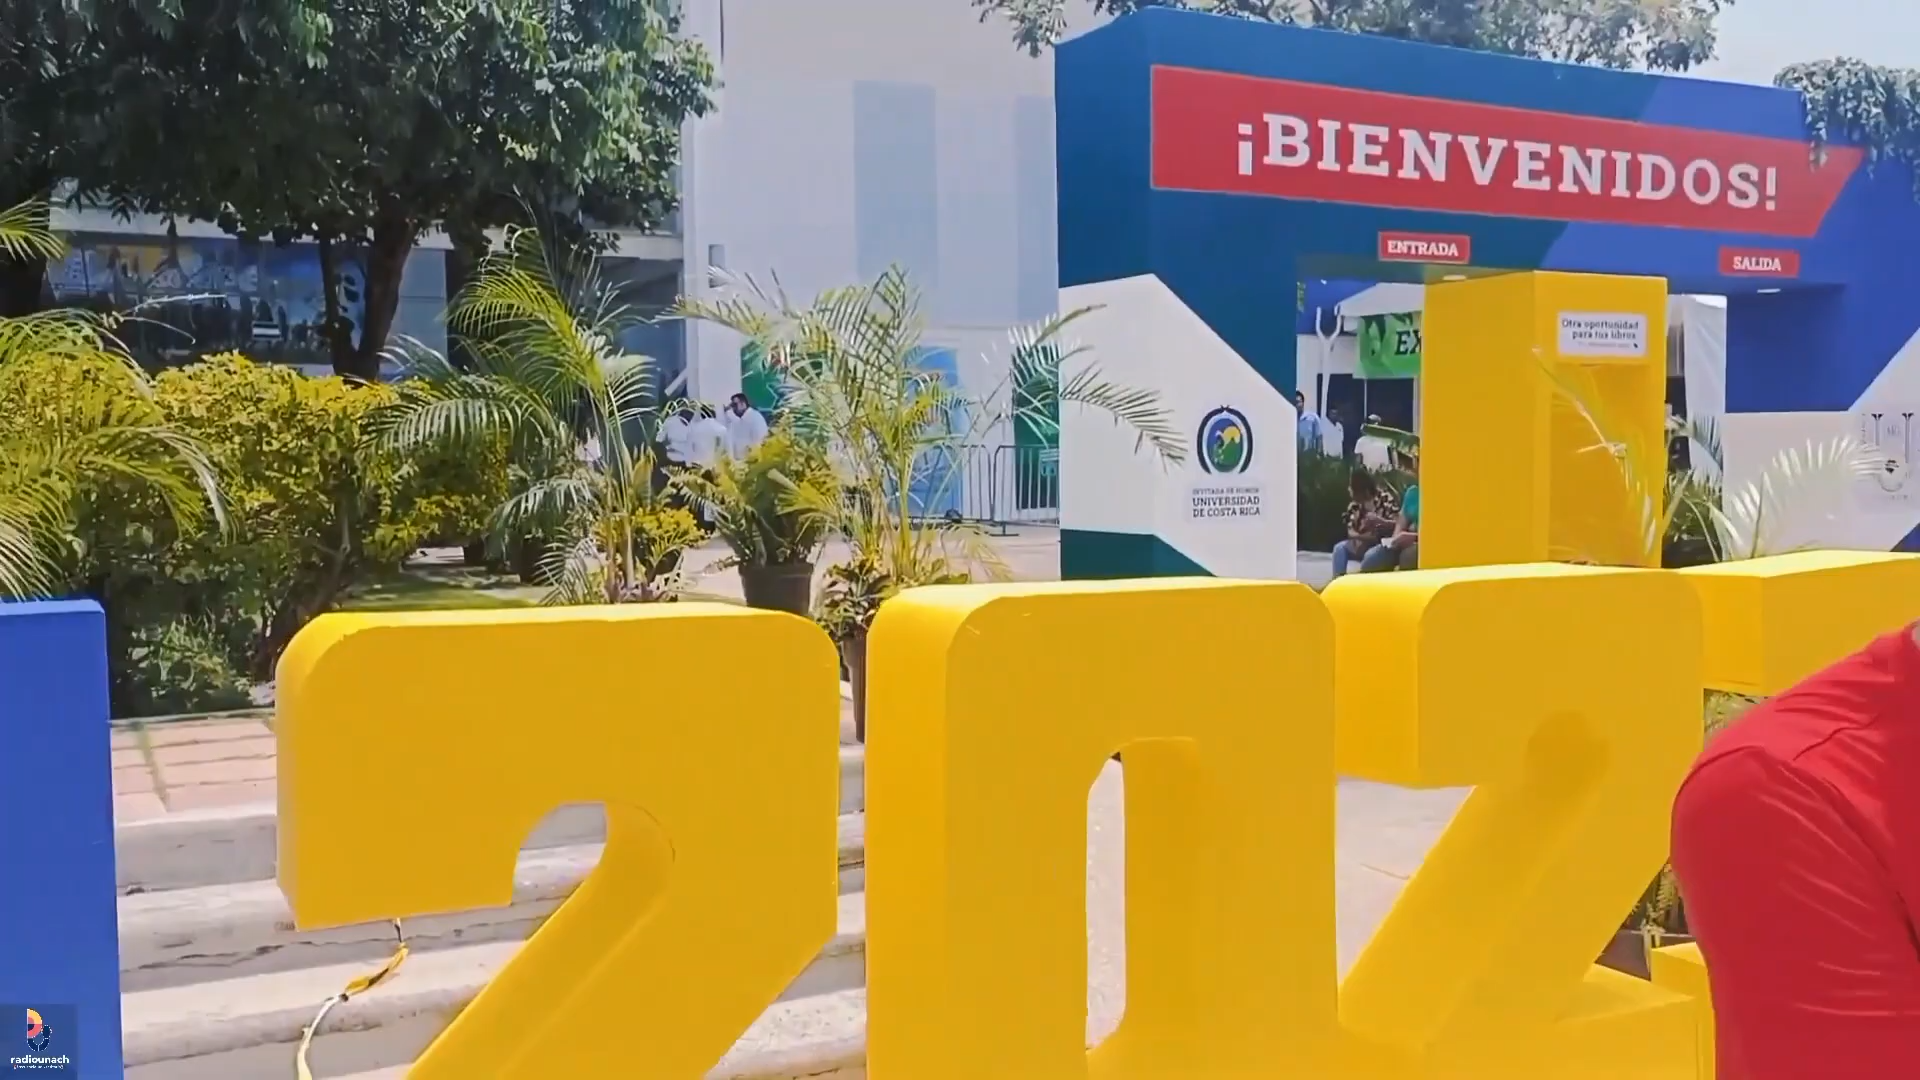 ¡BIENVENIDOS!
ENTRADA
SALIDA
Otra oportunidad
para tus libros
EX
INVITADA DE HONOR
UNIVERSIDAD
DE COSTA RICA
202
radiounach